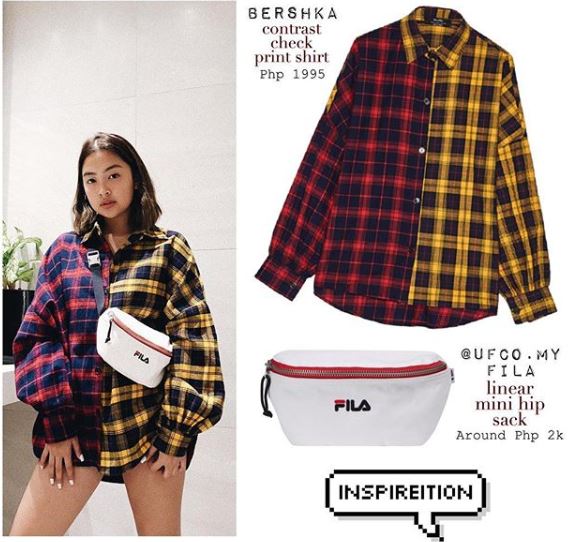 BERSHKA
contrast
check
print shirt
Php 1995
FILA
@UFCO.MY
FILA
linear
mini hip
sack
Around Php 2k
FILA
INSPIREITION